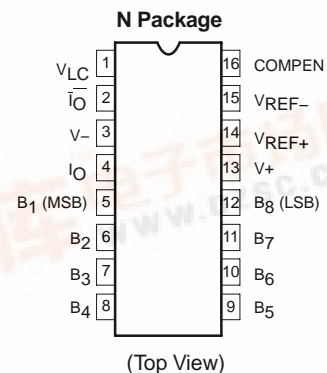 N Package
VLC 1 16 COMPEN
IO 2 15 VREF–
V– 3 14 VREF+
IO 4 13 V+
B1 (MSB) 5 12 B8 (LSB)
B2 6 11 B7
B3 7 10 B6
B4 8 9 B5
(Top View)